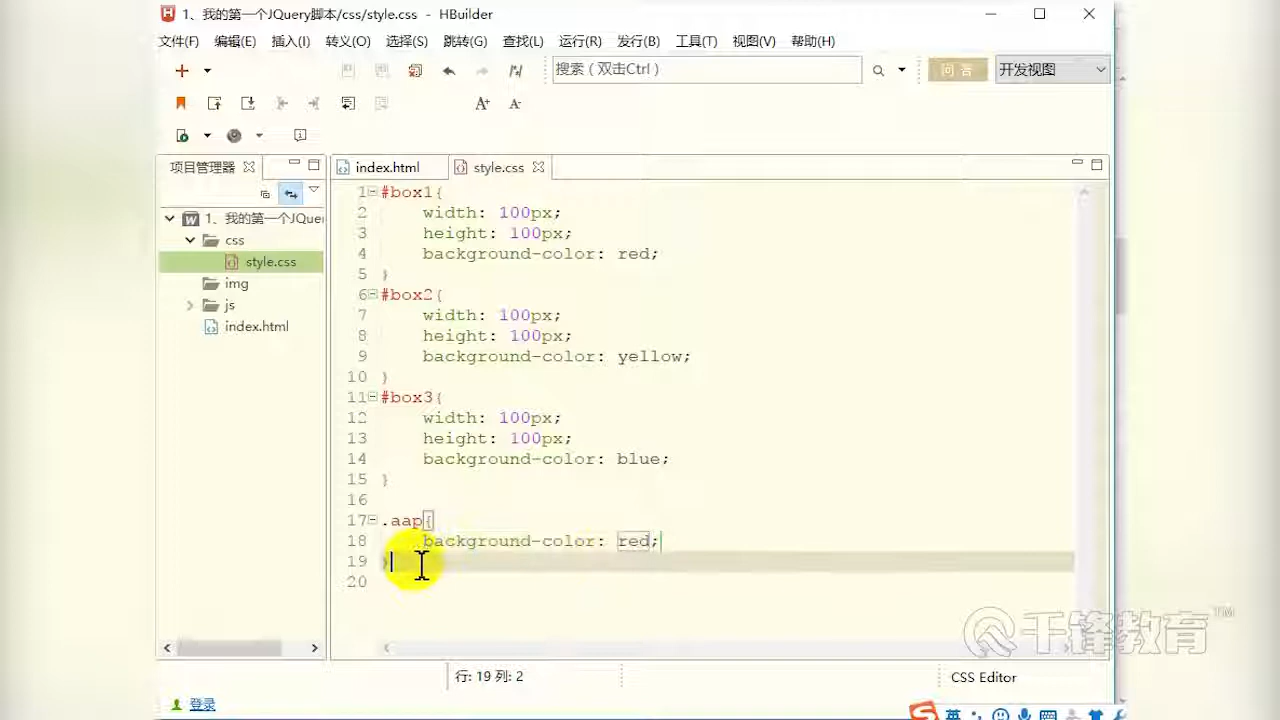 1、我的第一个JQuery脚本/css/style.css - HBuilder
文件(F) 编辑(E) 插入(I) 转义(O) 选择(S) 跳转(G) 查找(L) 运行(R) 发行(B) 工具(T) 视图(V) 帮助(H)
搜索（双击Ctrl） 问答 开发视图
项目管理器 index.html style.css
1、我的第一个JQuer
css
style.css
img
js
index.html
1 #box1{
2 width: 100px;
3 height: 100px;
4 background-color: red;
5 }
6 #box2{
7 width: 100px;
8 height: 100px;
9 background-color: yellow;
10 }
11 #box3{
12 width: 100px;
13 height: 100px;
14 background-color: blue;
15 }
16
17 .aap{
18 background-color: red;
19 }
20
千锋教育™
行: 19 列: 2 CSS Editor
登录
英